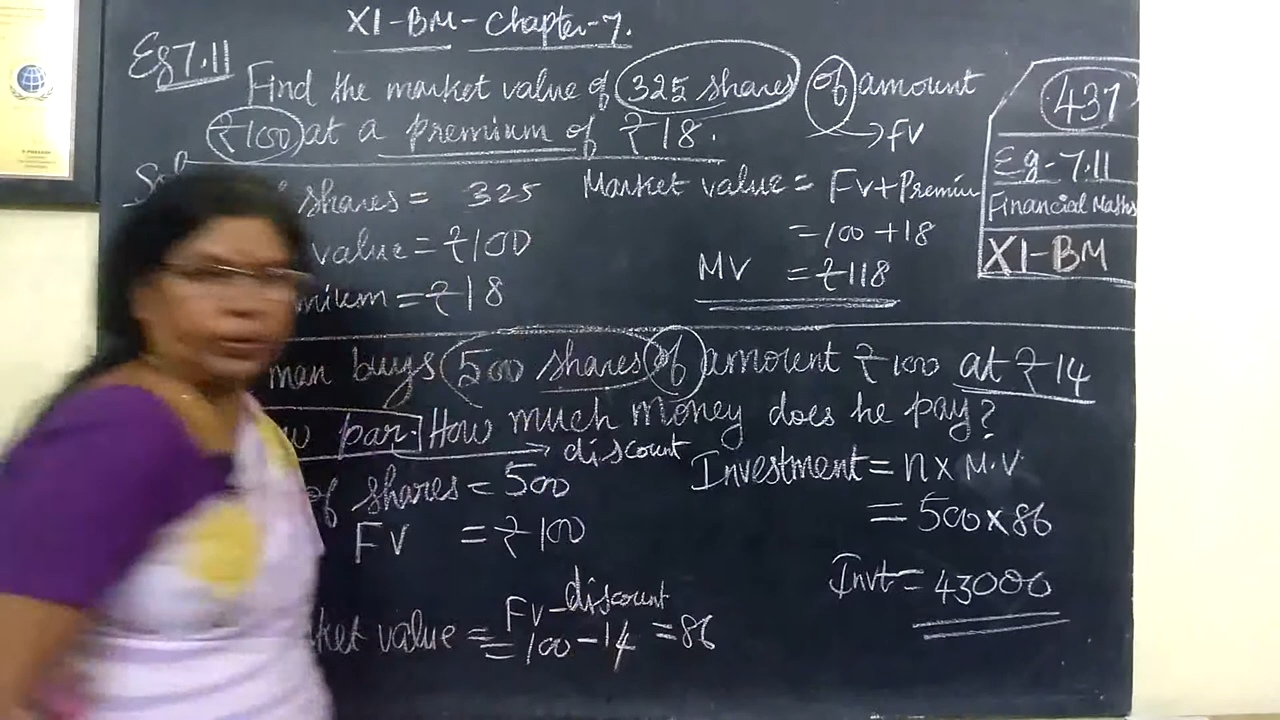 XI-BM-Chapter-7.
Eg 7.11
Find the market value of 325 shares of amount
₹100 at a premium of ₹18.
→ FV
431
Eg-7.11
Financial Maths
XI-BM
shares = 325
value = ₹100
= ₹18
Market value = FV+Premiu
= 100 + 18
MV = ₹118
man buys 500 shares of amount ₹100 at ₹14
par. How much money does he pay?
→ discount
of shares = 500
FV = ₹100
value = FV - discount
= 100 - 14 = 86
Investment = n × M.V.
= 500 × 86
Invt = 43000